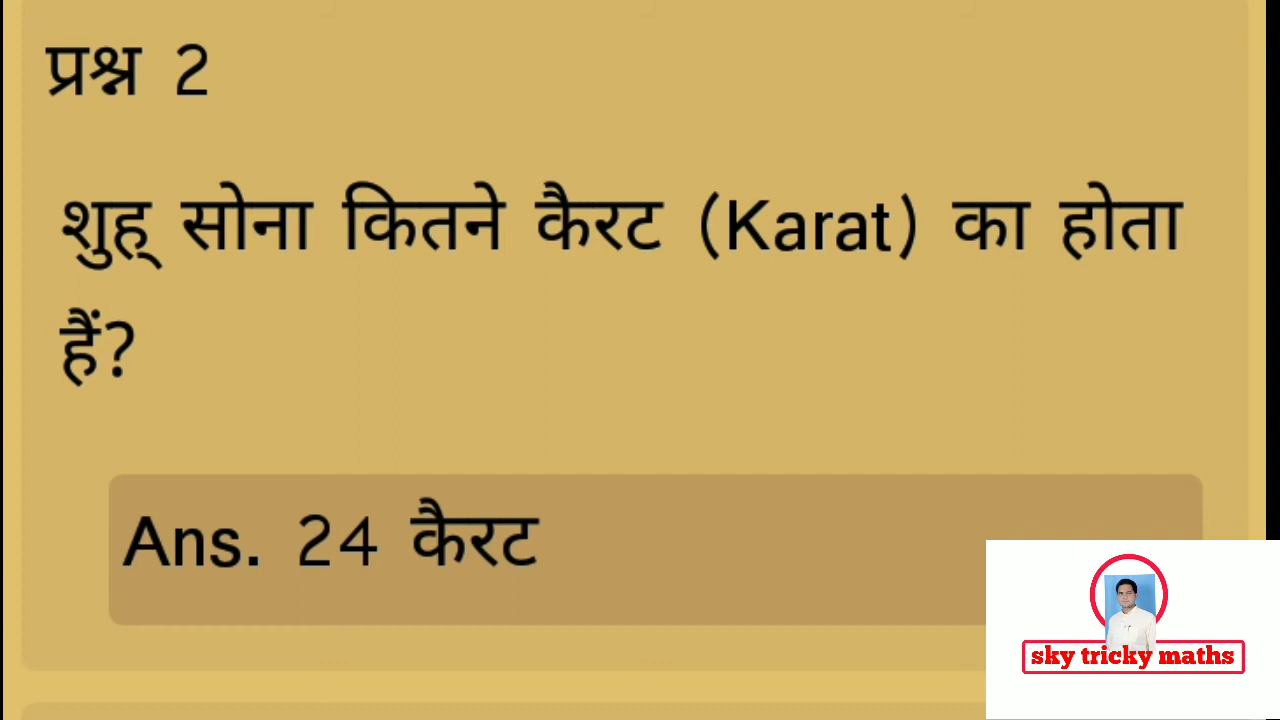 प्रश्न 2
शुह् सोना कितने कैरट (Karat) का होता
हैं?
Ans. 24 कैरट
sky tricky maths